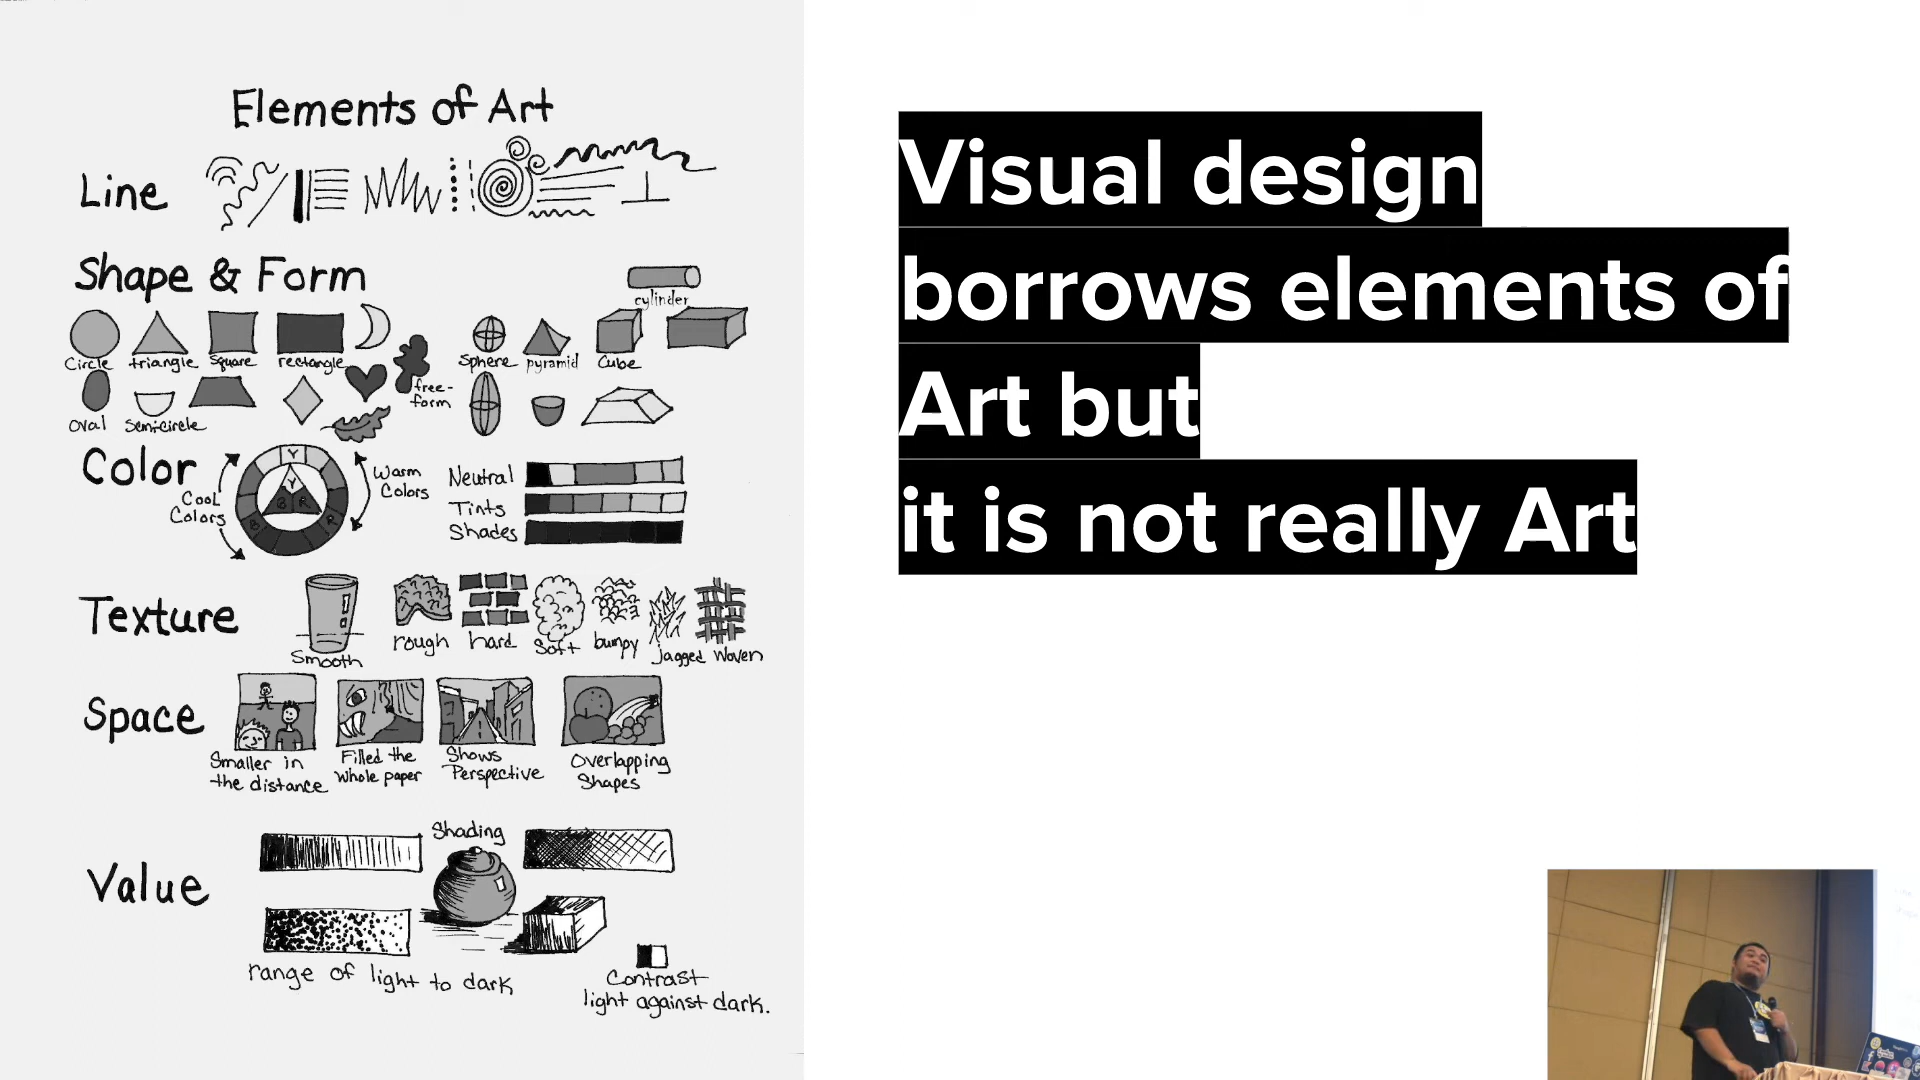 Elements of Art
Line
Shape & Form
cylinder
Circle triangle Square rectangle Sphere pyramid Cube
free-
form
Oval Semicircle
Color
Cool
Colors
Warm
Colors
Y
Y
B R
B R
Neutral
Tints
Shades
Texture
Smooth rough hard Soft bumpy jagged Woven
Space
Smaller in
the distance
Filled the
whole paper
Shows
Perspective
Overlapping
Shapes
Value
Shading
range of light to dark
Contrast
light against dark.
Visual design
borrows elements of
Art but
it is not really Art